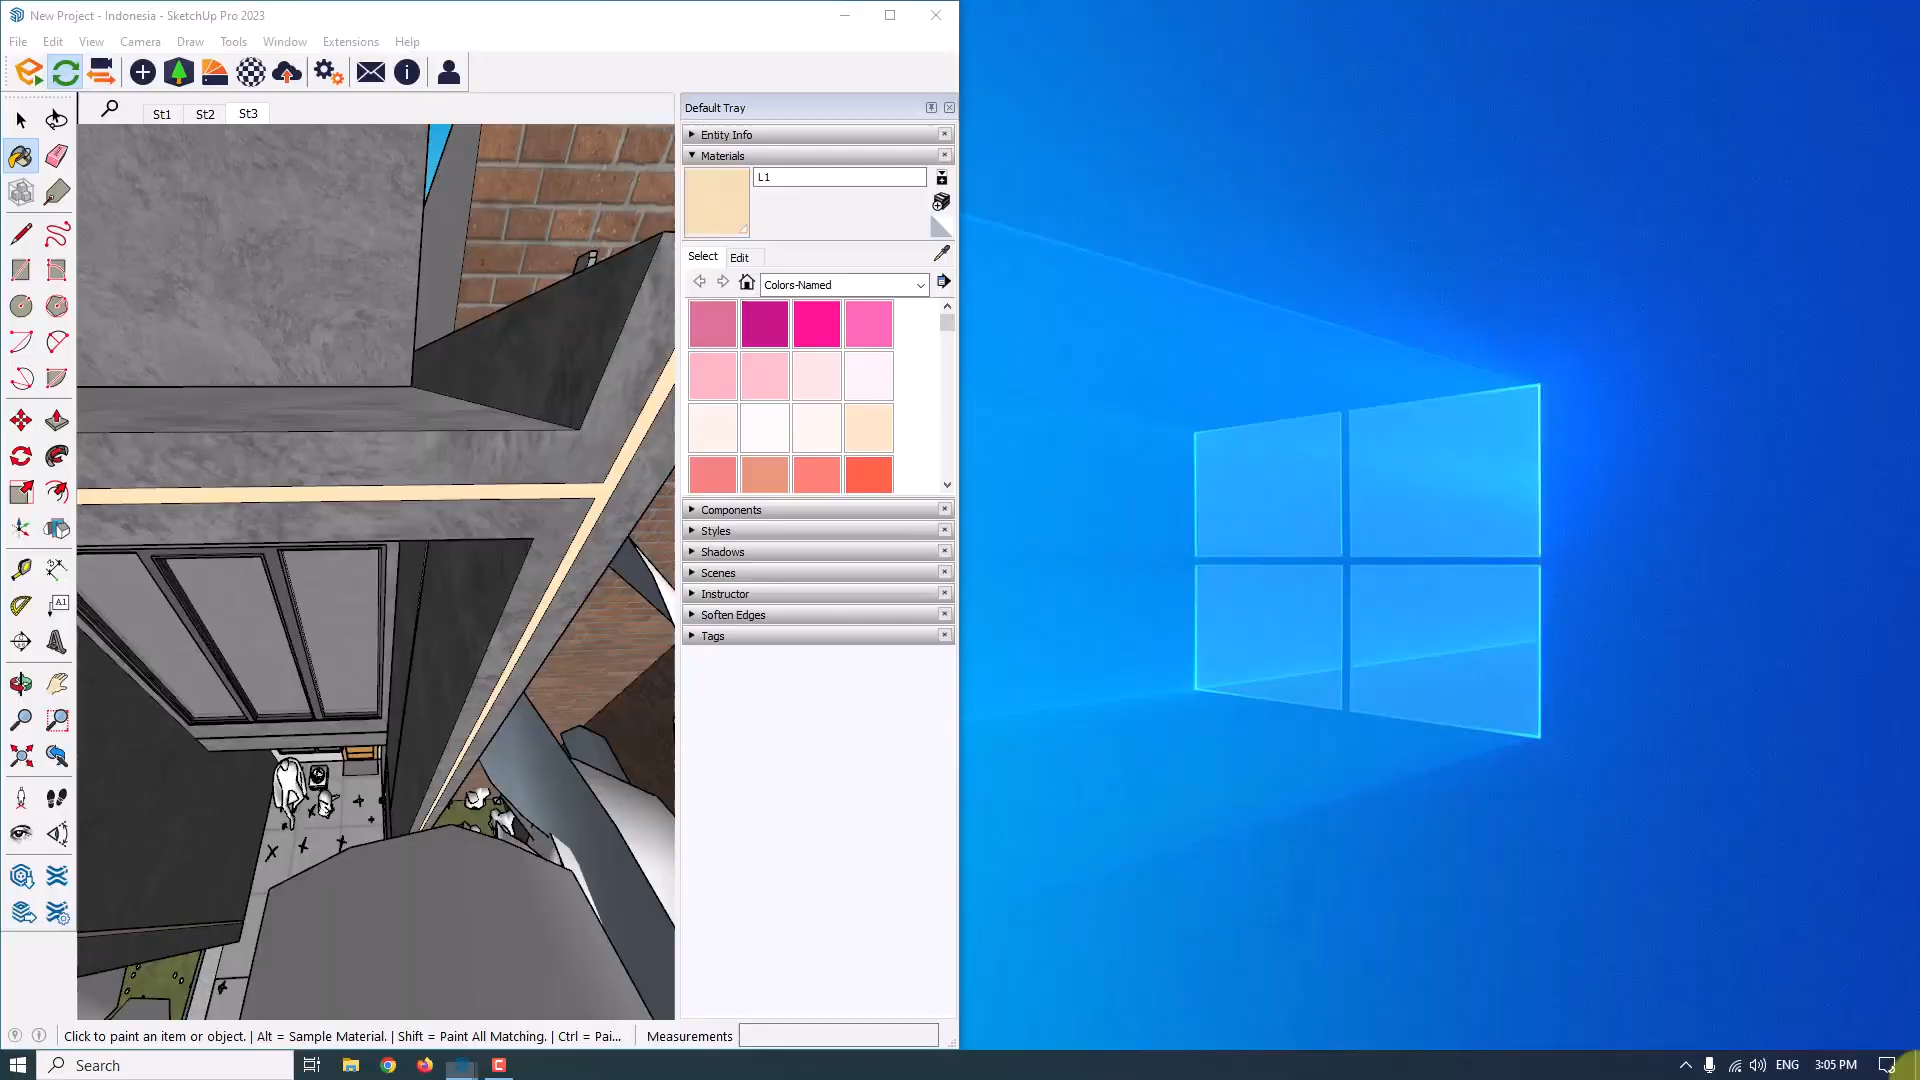 New Project - Indonesia - SketchUp Pro 2023
File Edit View Camera Draw Tools Window Extensions Help
St1 St2 St3
Default Tray
Entity Info
Materials
L1
Select Edit
Colors-Named
Components
Styles
Shadows
Scenes
Instructor
Soften Edges
Tags
A1
Click to paint an item or object. | Alt = Sample Material. | Shift = Paint All Matching. | Ctrl = Pai...
Measurements
Search
ENG
3:05 PM